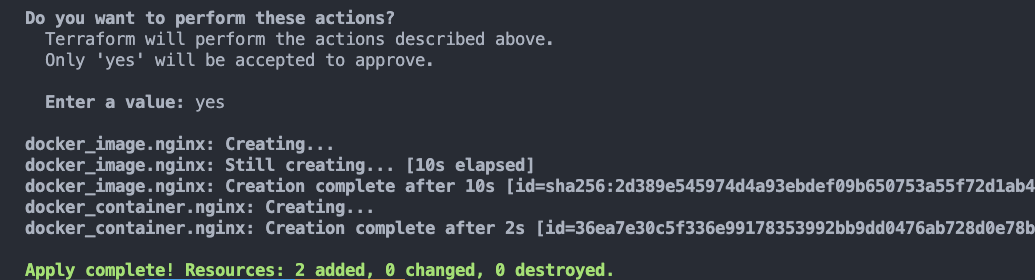 Do you want to perform these actions?
Terraform will perform the actions described above.
Only 'yes' will be accepted to approve.
Enter a value: yes
docker_image.nginx: Creating...
docker_image.nginx: Still creating... [10s elapsed]
docker_image.nginx: Creation complete after 10s [id=sha256:2d389e545974d4a93ebdef09b650753a55f72d1ab4
docker_container.nginx: Creating...
docker_container.nginx: Creation complete after 2s [id=36ea7e30c5f336e99178353992bb9dd0476ab728d0e78b
Apply complete! Resources: 2 added, 0 changed, 0 destroyed.